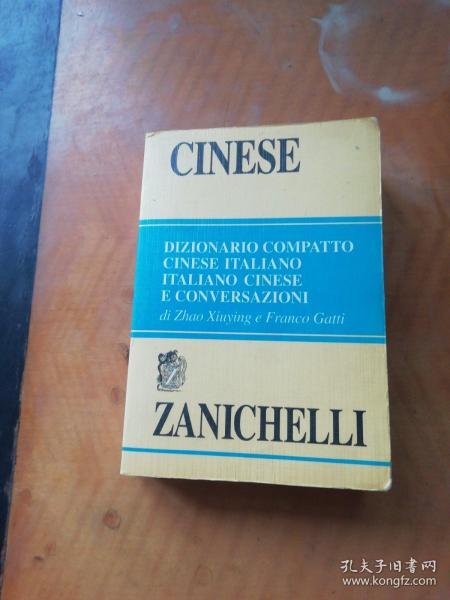 CINESE
DIZIONARIO COMPATTO
CINESE ITALIANO
ITALIANO CINESE
E CONVERSAZIONI
di Zhao Xiuying e Franco Gatti
ZANICHELLI
孔夫子旧书网
www.kongfz.com